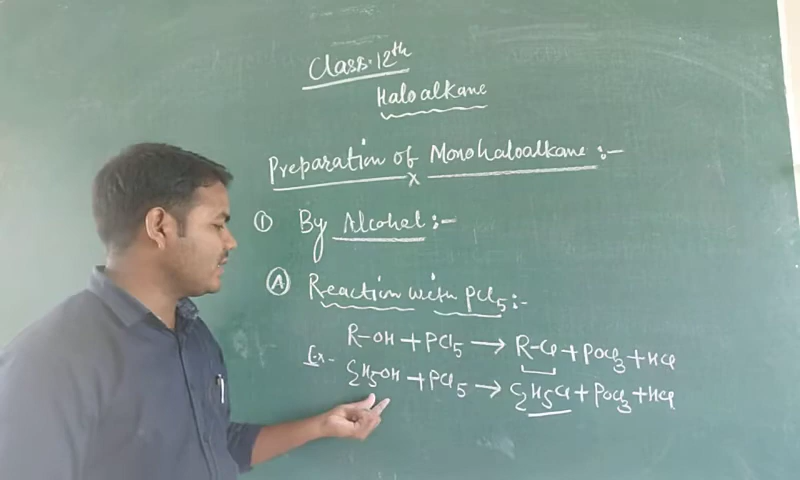 Class:12th
Haloalkane
Preparation of Monohaloalkane:-
x
① By Alcohal:-
Ⓐ Reaction with PCl5:-
R-OH + PCl5 → R-Cl + POCl3 + HCl
Ex- C2H5OH + PCl5 → C2H5Cl + POCl3 + HCl